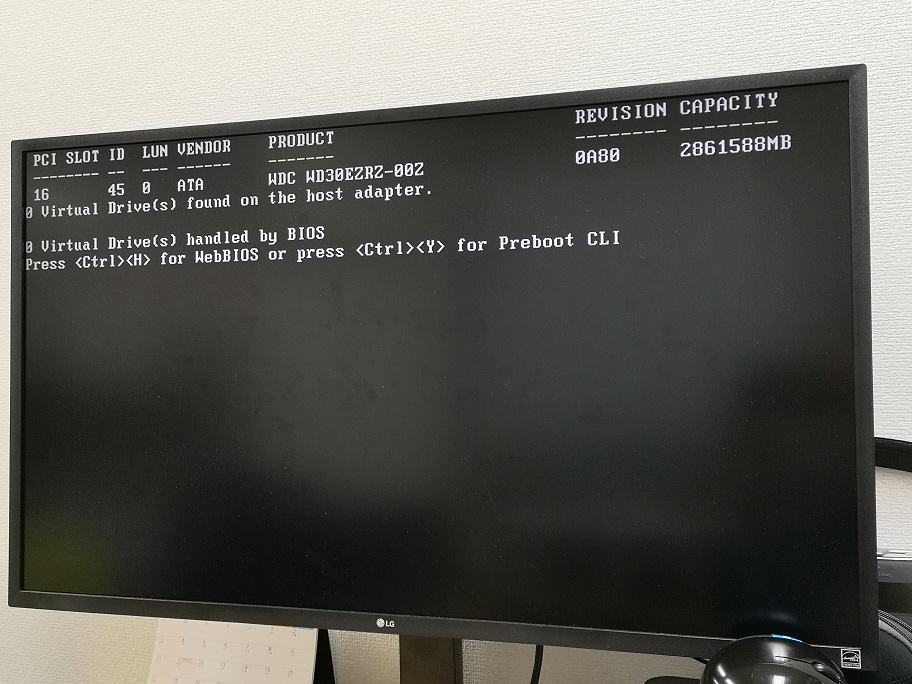 PCI SLOT ID LUN VENDOR PRODUCT REVISION CAPACITY
-------- -- --- ------ ------- -------- --------
16 45 0 ATA WDC WD30EZRZ-00Z 0A80 2861588MB
0 Virtual Drive(s) found on the host adapter.
0 Virtual Drive(s) handled by BIOS
Press <Ctrl><H> for WebBIOS or press <Ctrl><Y> for Preboot CLI
LG